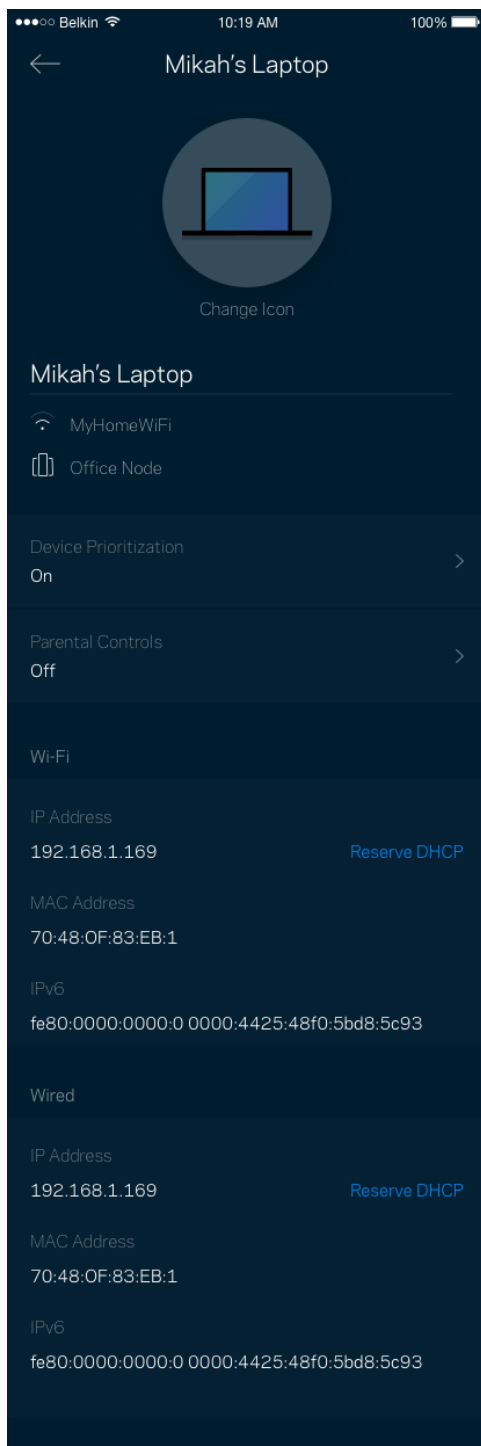 Belkin 10:19 AM 100%
Mikah's Laptop
Change Icon
Mikah's Laptop
MyHomeWiFi
Office Node
Device Prioritization
On
Parental Controls
Off
Wi-Fi
IP Address
192.168.1.169 Reserve DHCP
MAC Address
70:48:0F:83:EB:1
IPv6
fe80:0000:0000:0 0000:4425:48f0:5bd8:5c93
Wired
IP Address
192.168.1.169 Reserve DHCP
MAC Address
70:48:0F:83:EB:1
IPv6
fe80:0000:0000:0 0000:4425:48f0:5bd8:5c93